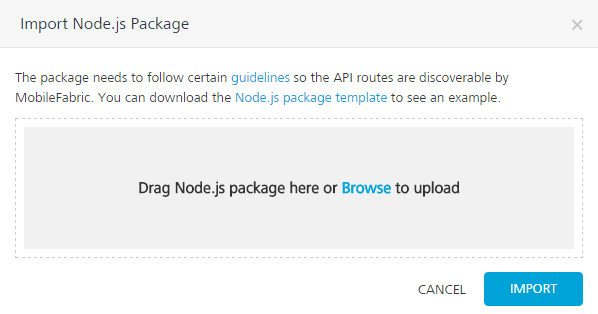 Import Node.js Package
The package needs to follow certain guidelines so the API routes are discoverable by
MobileFabric. You can download the Node.js package template to see an example.
Drag Node.js package here or Browse to upload
CANCEL
IMPORT